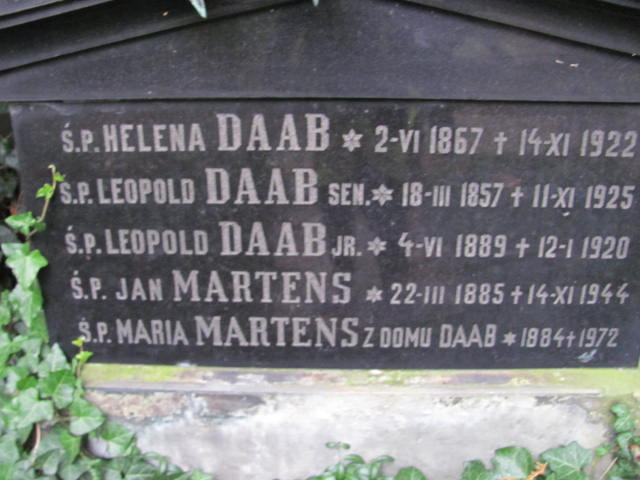 Ś.P. HELENA DAAB * 2-VI 1867 + 14-XI 1922
Ś.P. LEOPOLD DAAB SEN. * 18-III 1857 + 11-XI 1925
Ś.P. LEOPOLD DAAB JR. * 4-VI 1889 + 12-I 1920
Ś.P. JAN MARTENS * 22-III 1885 + 14-XI 1944
Ś.P. MARIA MARTENS Z DOMU DAAB * 1884 + 1972